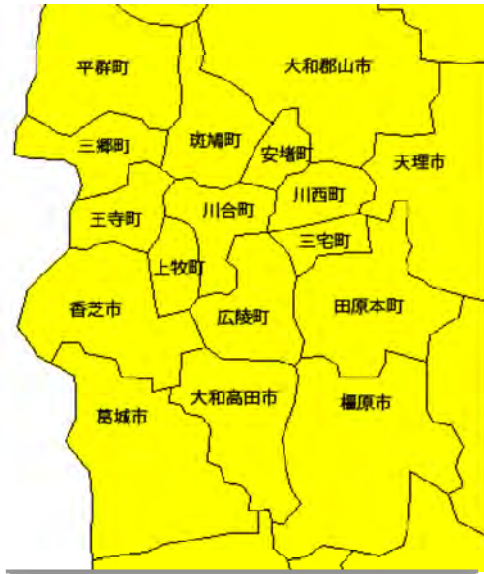 平群町
大和郡山市
三郷町
斑鳩町
安堵町
天理市
王寺町
川合町
川西町
三宅町
上牧町
香芝市
広陵町
田原本町
葛城市
大和高田市
橿原市